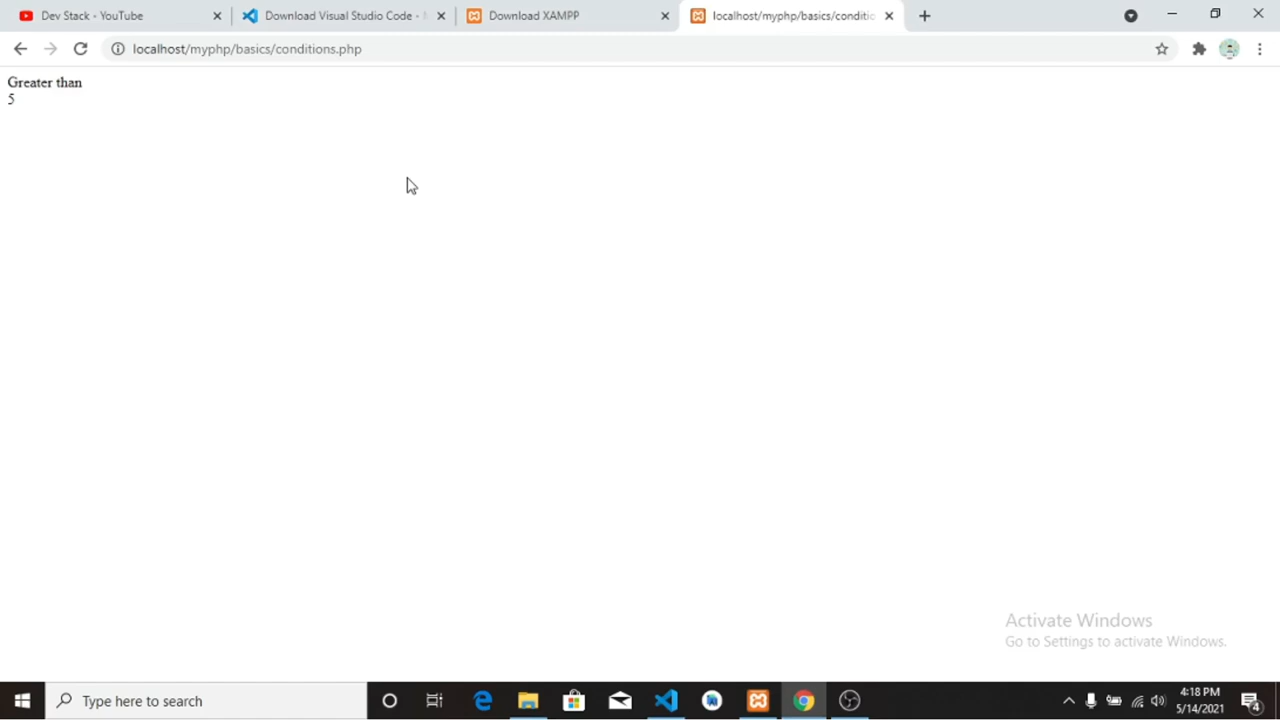 Dev Stack - YouTube
Download Visual Studio Code -
Download XAMPP
localhost/myphp/basics/conditio
localhost/myphp/basics/conditions.php
Greater than
5
Activate Windows
Go to Settings to activate Windows.
Type here to search
4:18 PM
5/14/2021
4